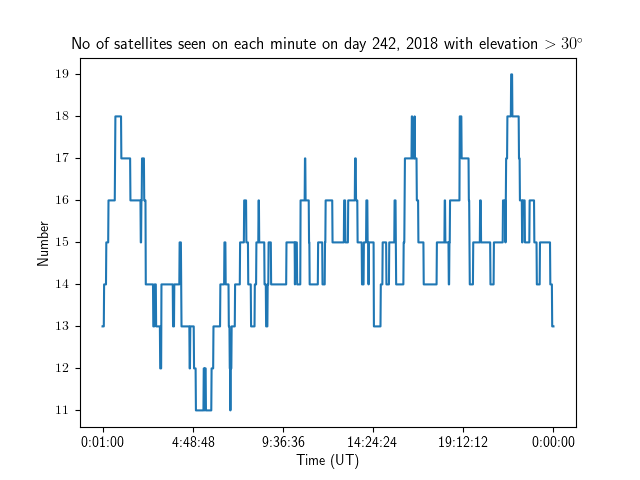 No of satellites seen on each minute on day 242, 2018 with elevation > 30°
19
18
17
16
15
14
13
12
11
Number
0:01:00 4:48:48 9:36:36 14:24:24 19:12:12 0:00:00
Time (UT)